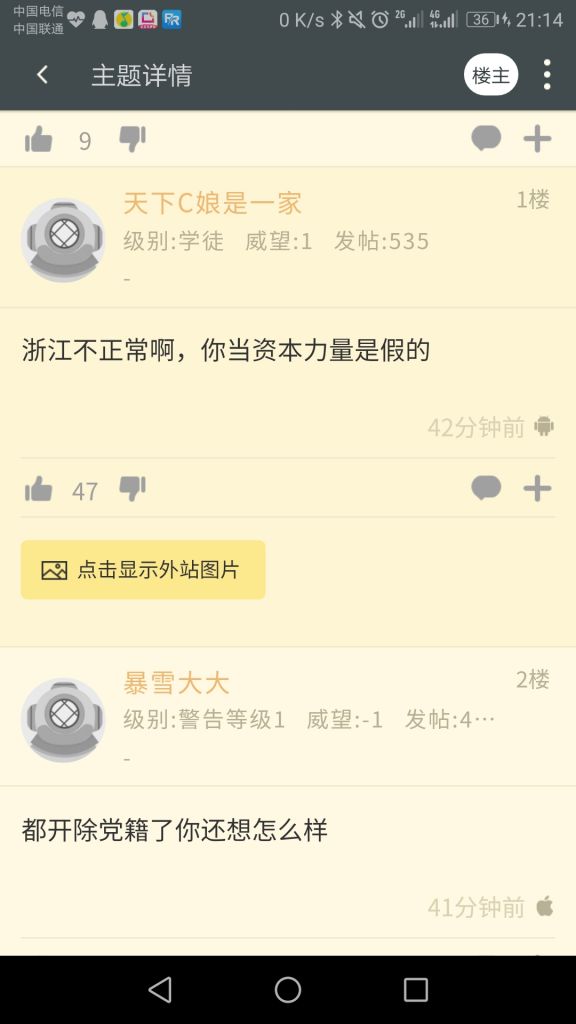 中国电信
中国联通
0 K/s 2G 4G 36 21:14
主题详情 楼主
9
天下C娘是一家 1楼
级别:学徒 威望:1 发帖:535
-
浙江不正常啊，你当资本力量是假的
42分钟前
47
点击显示外站图片
暴雪大大 2楼
级别:警告等级1 威望:-1 发帖:4…
-
都开除党籍了你还想怎么样
41分钟前